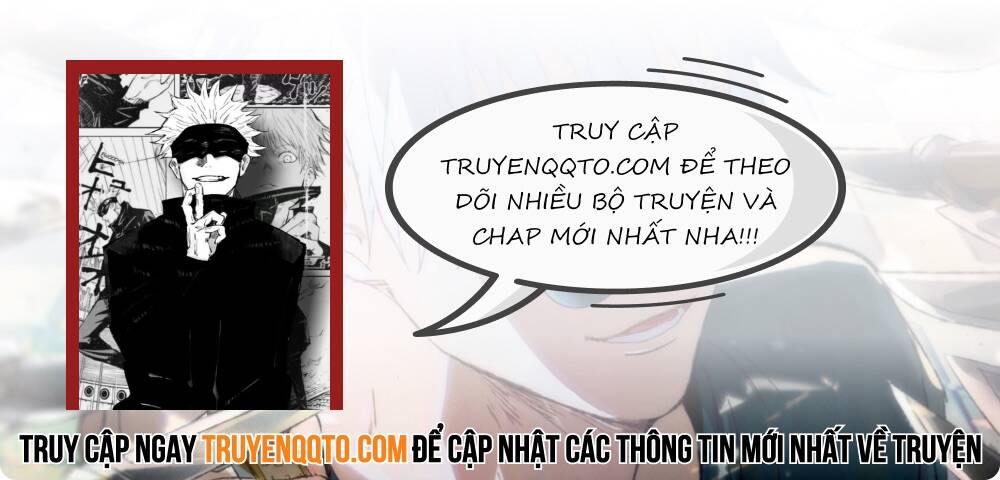 TRUY CẬP
TRUYENQQTO.COM ĐỂ THEO
DÕI NHIỀU BỘ TRUYỆN VÀ
CHAP MỚI NHẤT NHA!!!
TRUY CẬP NGAY TRUYENQQTO.COM ĐỂ CẬP NHẬT CÁC THÔNG TIN MỚI NHẤT VỀ TRUYỆN